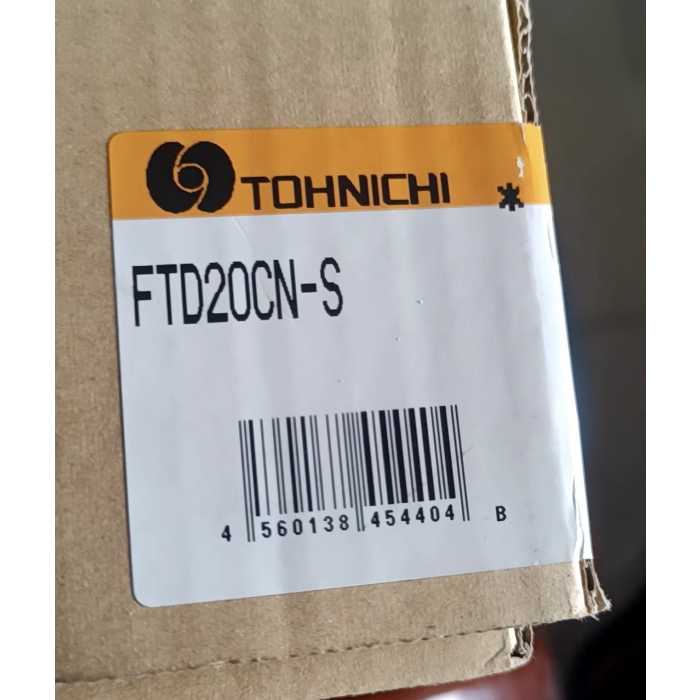 TOHNICHI
*
FTD20CN-S
4 560138 454404 B